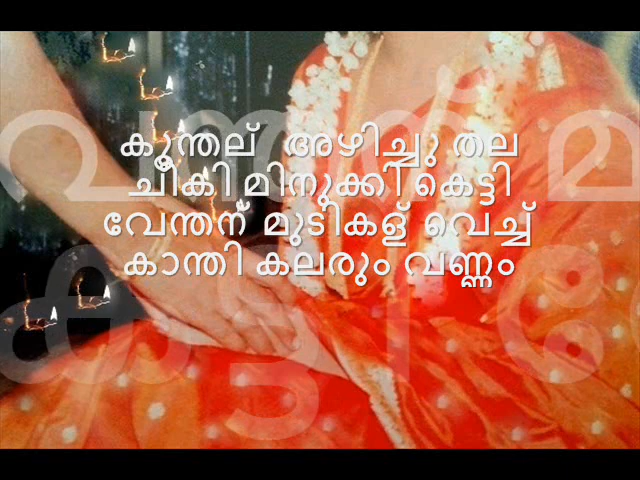 കൂന്തല് അഴിച്ചു തല
ചീകി മിനുക്കി കെട്ടി
വേന്തന് മുടികള് വെച്ച്
കാന്തി കലരും വണ്ണം